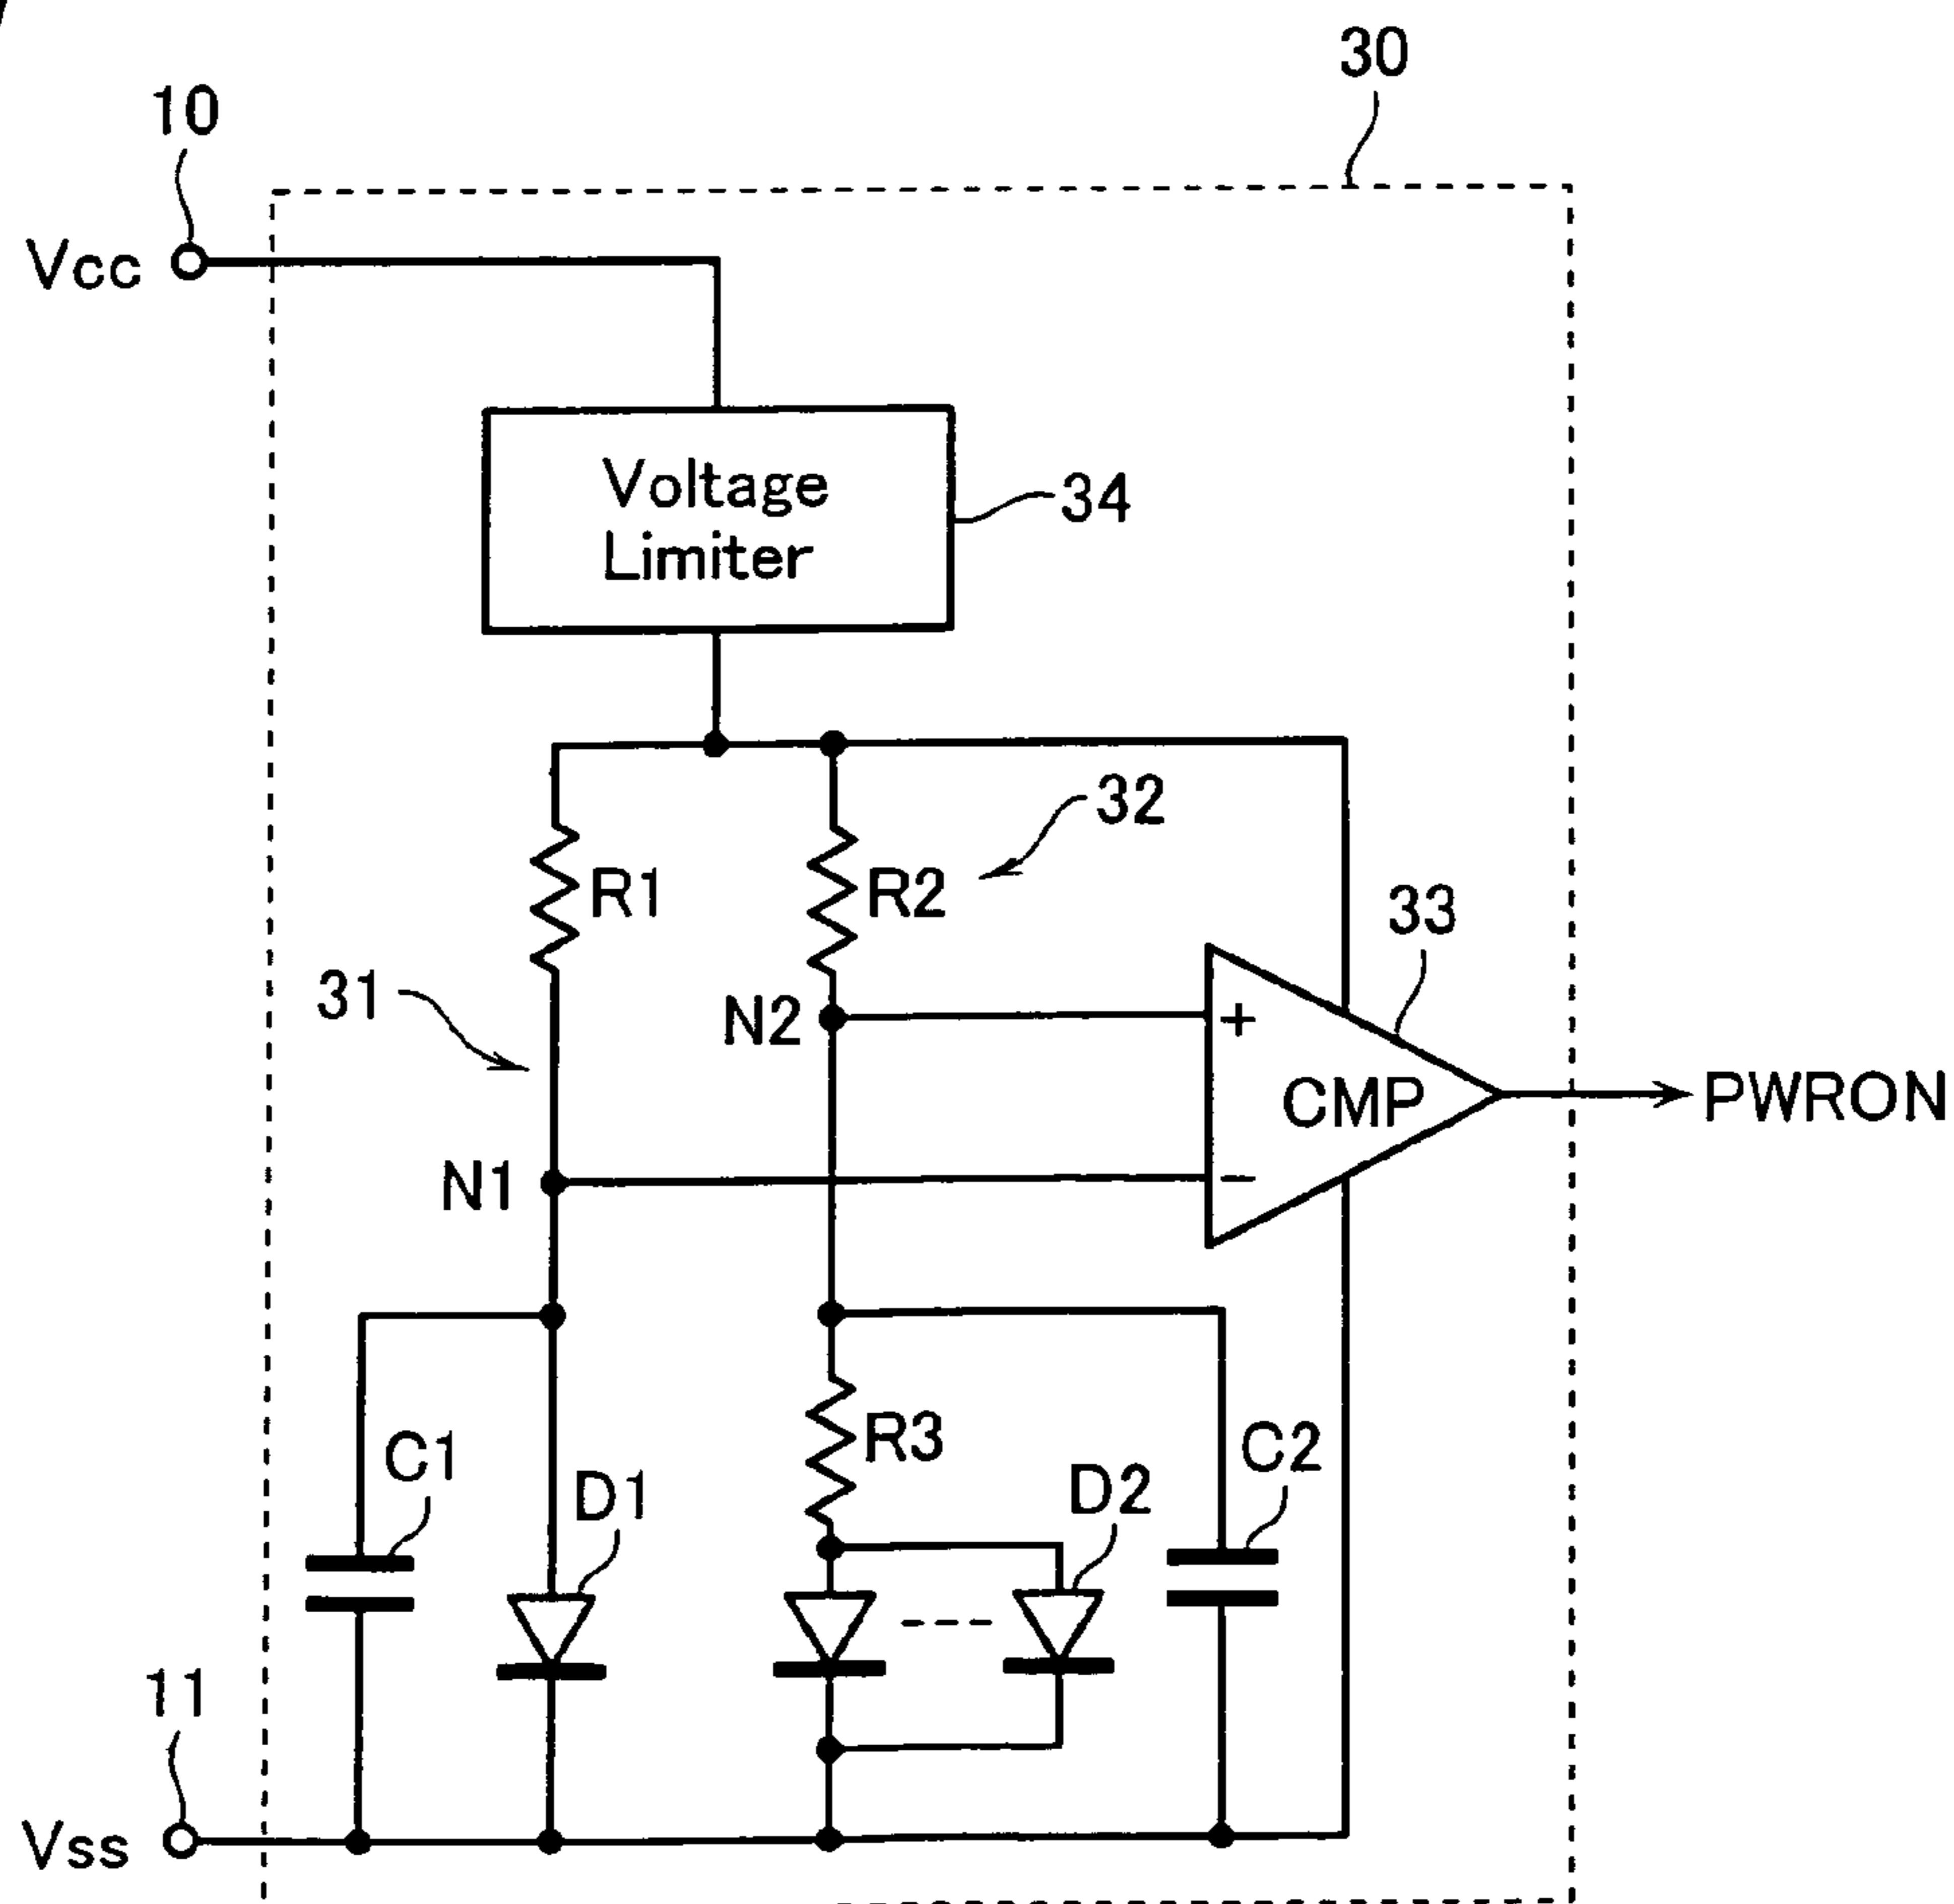 30
10
Vcc
Voltage
Limiter
34
32
R1
R2
33
31
N2
+
CMP
PWRON
N1
−
C1
D1
R3
D2
C2
11
Vss